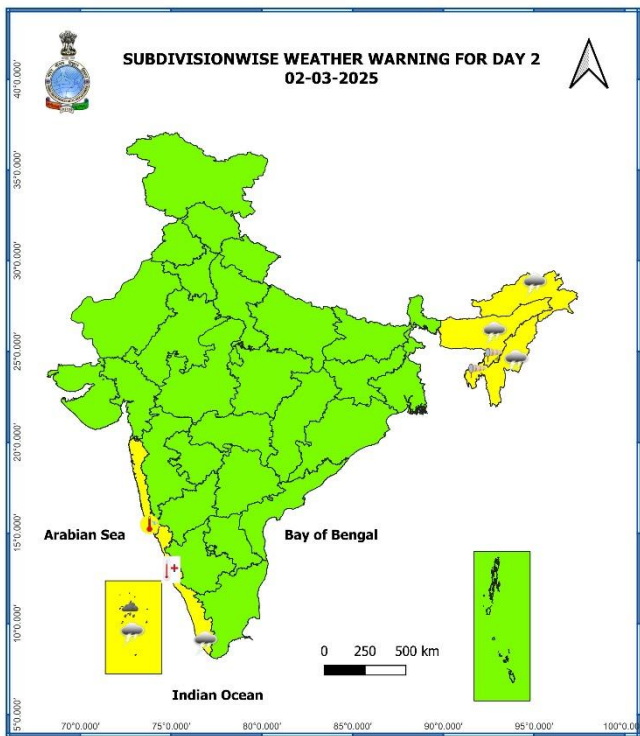 SUBDIVISIONWISE WEATHER WARNING FOR DAY 2
02-03-2025
40°0.000'
35°0.000'
30°0.000'
25°0.000'
20°0.000'
15°0.000'
10°0.000'
5°0.000'
Arabian Sea
Bay of Bengal
0 250 500 km
Indian Ocean
70°0.000' 75°0.000' 80°0.000' 85°0.000' 90°0.000' 95°0.000' 100°0.00